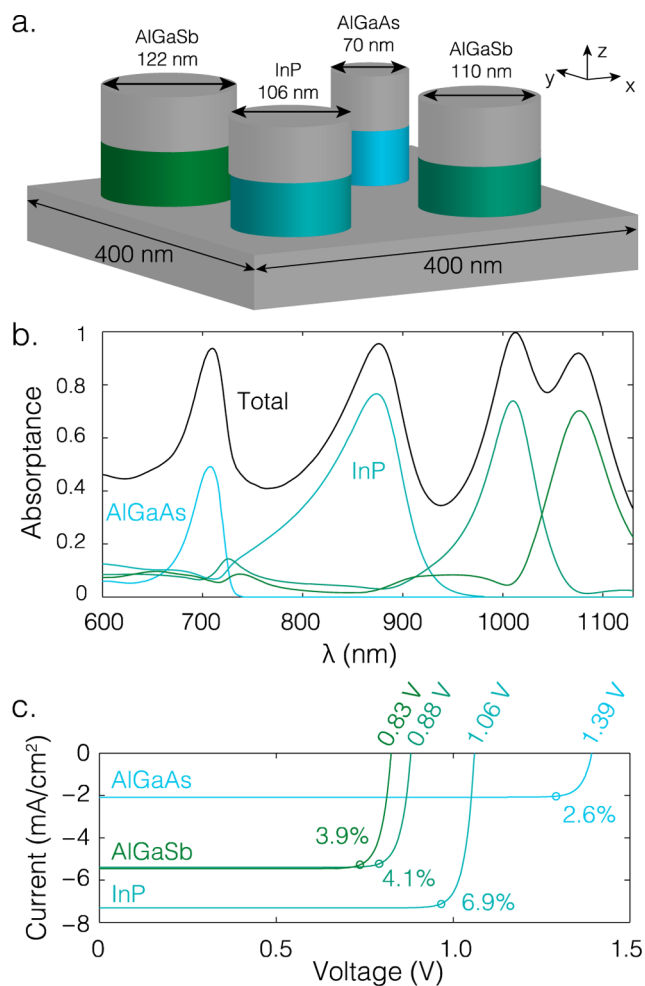 a.
AlGaSb
122 nm
InP
106 nm
AlGaAs
70 nm
AlGaSb
110 nm
z
y
x
400 nm
400 nm
b.
Absorptance
1
0.8
0.6
0.4
0.2
0
Total
InP
AlGaAs
600
700
800
900
1000
1100
λ (nm)
c.
0.83 V
0.88 V
1.06 V
1.39 V
Current (mA/cm²)
0
−2
−4
−6
−8
AlGaAs
2.6%
3.9%
AlGaSb
4.1%
InP
6.9%
0
0.5
1.0
1.5
Voltage (V)